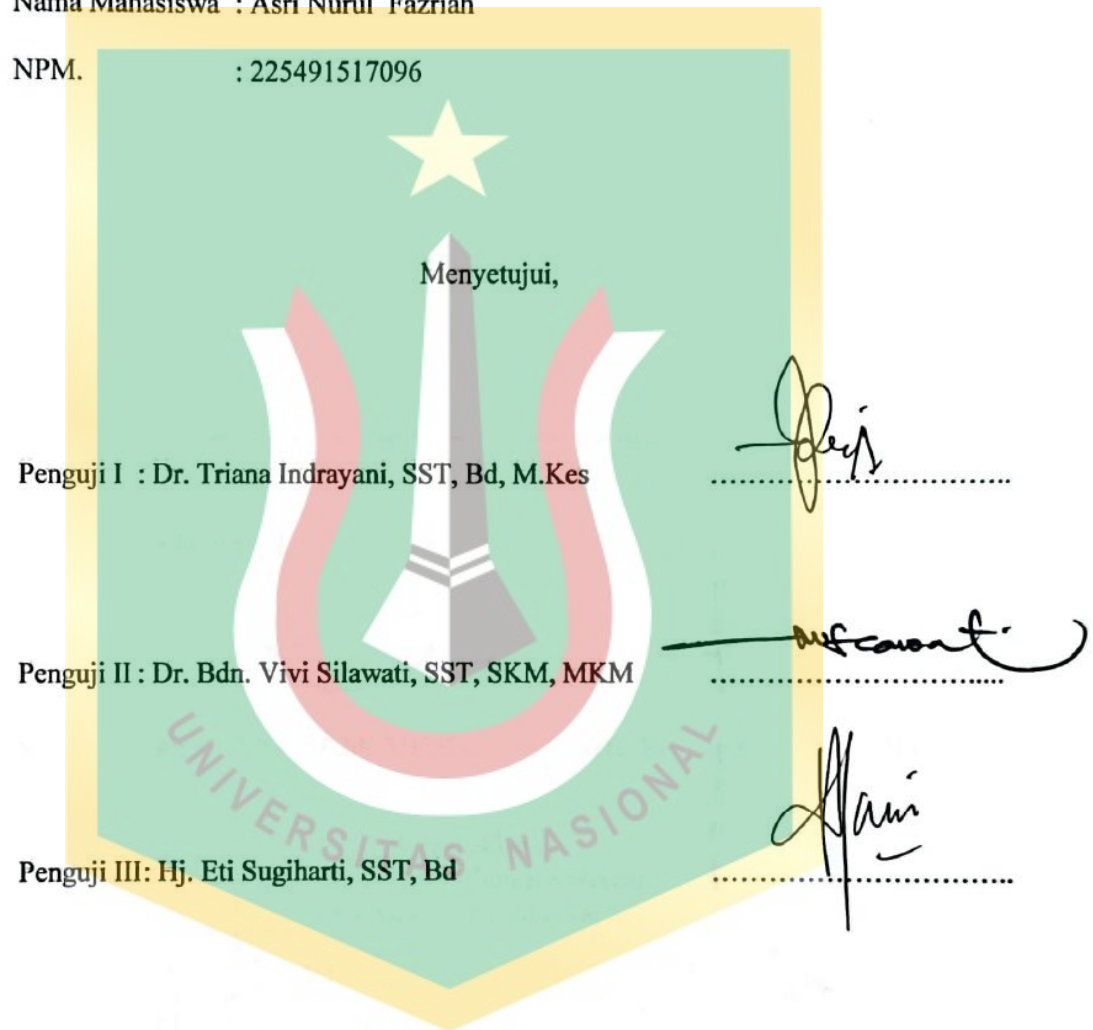 Nama Mahasiswa : Asri Nurul Fazriah
NPM. : 225491517096
Menyetujui,
Penguji I : Dr. Triana Indrayani, SST, Bd, M.Kes ..............................
Penguji II : Dr. Bdn. Vivi Silawati, SST, SKM, MKM ..............................
Penguji III: Hj. Eti Sugiharti, SST, Bd ..............................
UNIVERSITAS NASIONAL